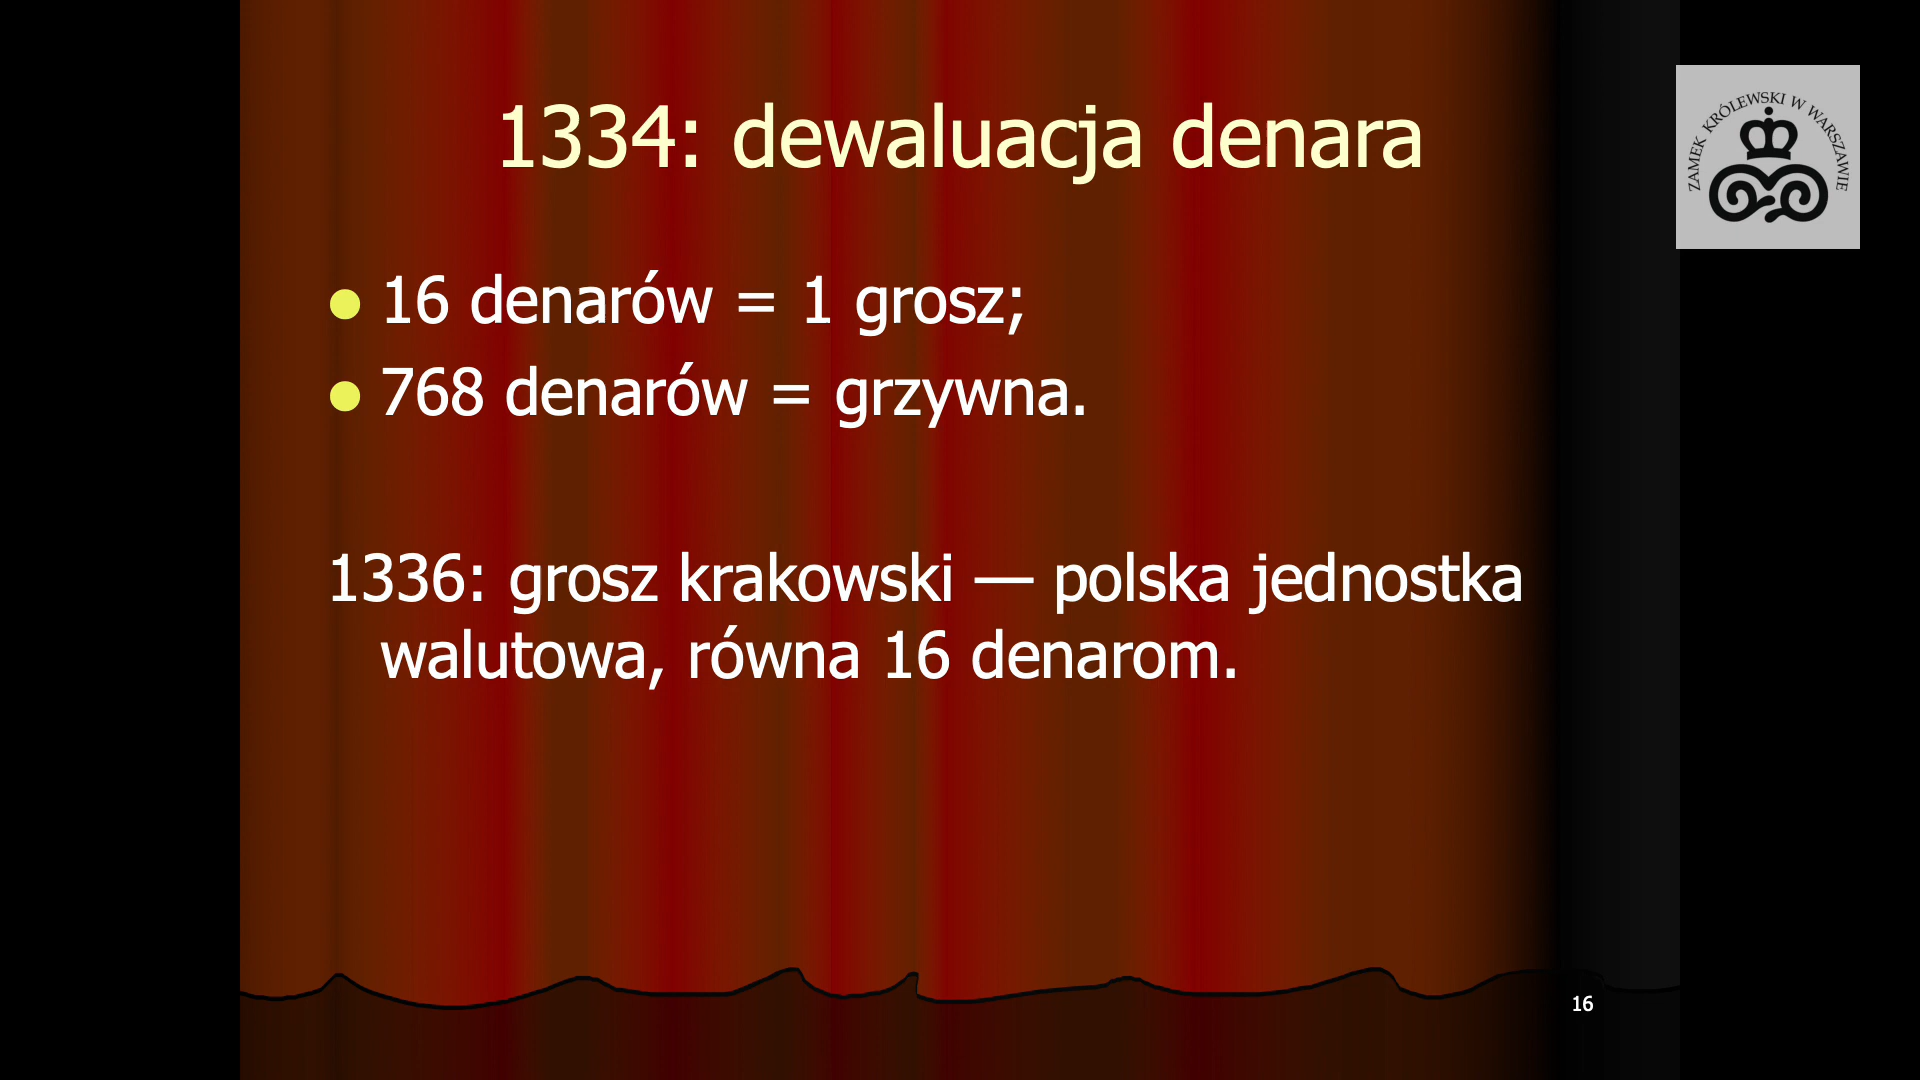 1334: dewaluacja denara
ZAMEK KRÓLEWSKI W WARSZAWIE
16 denarów = 1 grosz;
768 denarów = grzywna.
1336: grosz krakowski — polska jednostka
walutowa, równa 16 denarom.
16